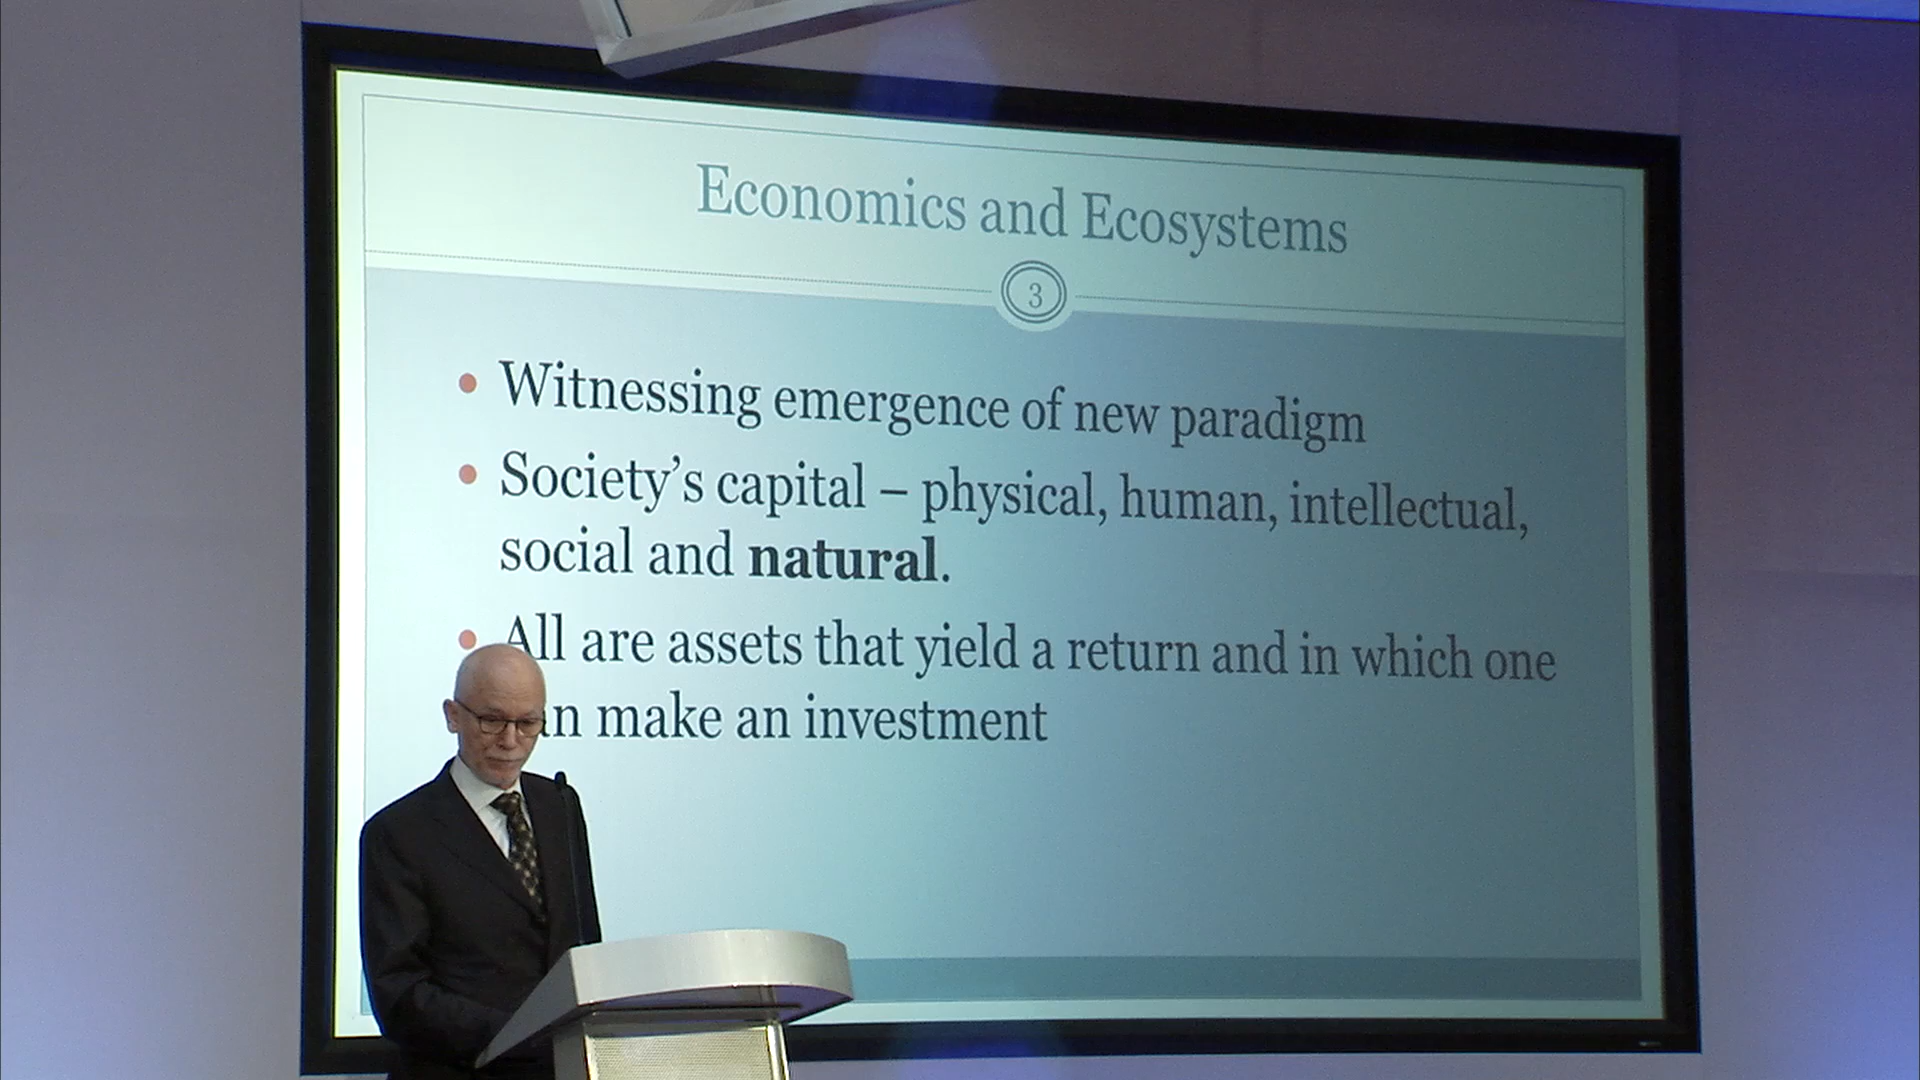 Economics and Ecosystems
3
• Witnessing emergence of new paradigm
• Society's capital – physical, human, intellectual,
social and natural.
• All are assets that yield a return and in which one
make an investment